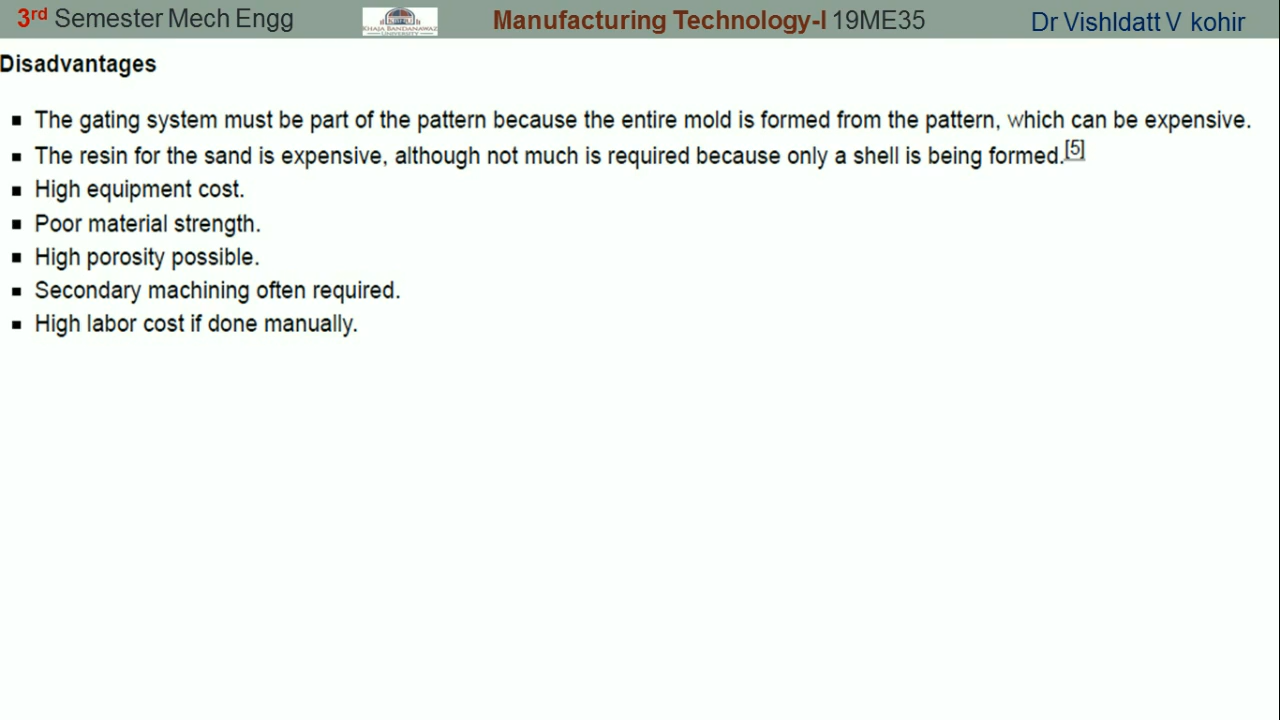 3rd Semester Mech Engg
KHAJA BANDANAWAZ
UNIVERSITY
Manufacturing Technology-I 19ME35
Dr Vishldatt V kohir
Disadvantages
▪ The gating system must be part of the pattern because the entire mold is formed from the pattern, which can be expensive.
▪ The resin for the sand is expensive, although not much is required because only a shell is being formed.[5]
▪ High equipment cost.
▪ Poor material strength.
▪ High porosity possible.
▪ Secondary machining often required.
▪ High labor cost if done manually.